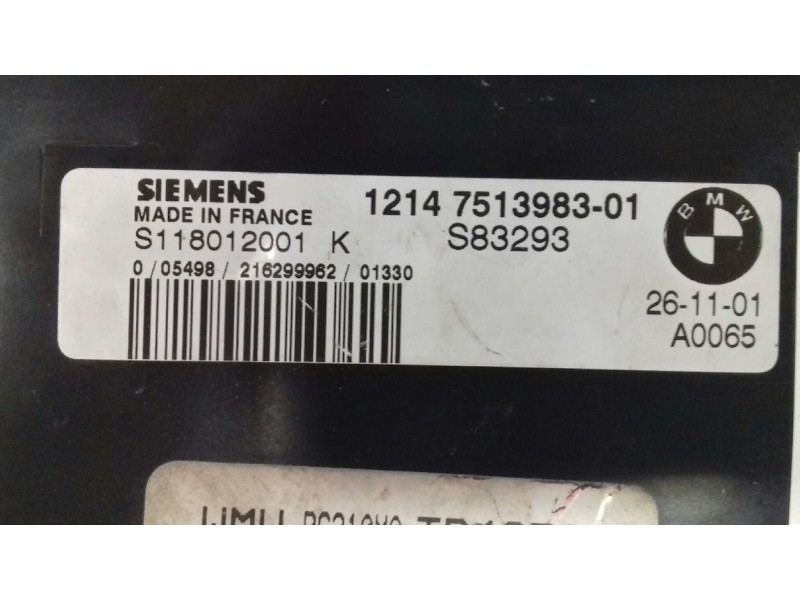 SIEMENS
MADE IN FRANCE
S118012001 K
0 / 05498 / 216299962 / 01330
1214 7513983-01
S83293
BMW
26-11-01
A0065